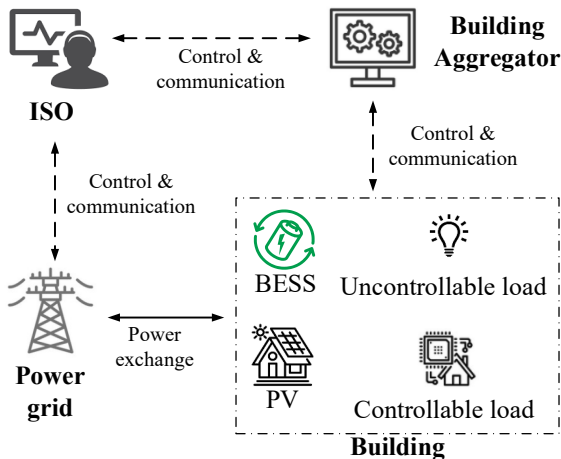 Control &
communication
Building
Aggregator
ISO
Control &
communication
Control &
communication
BESS
Uncontrollable load
Power
exchange
Power
grid
PV
Controllable load
Building